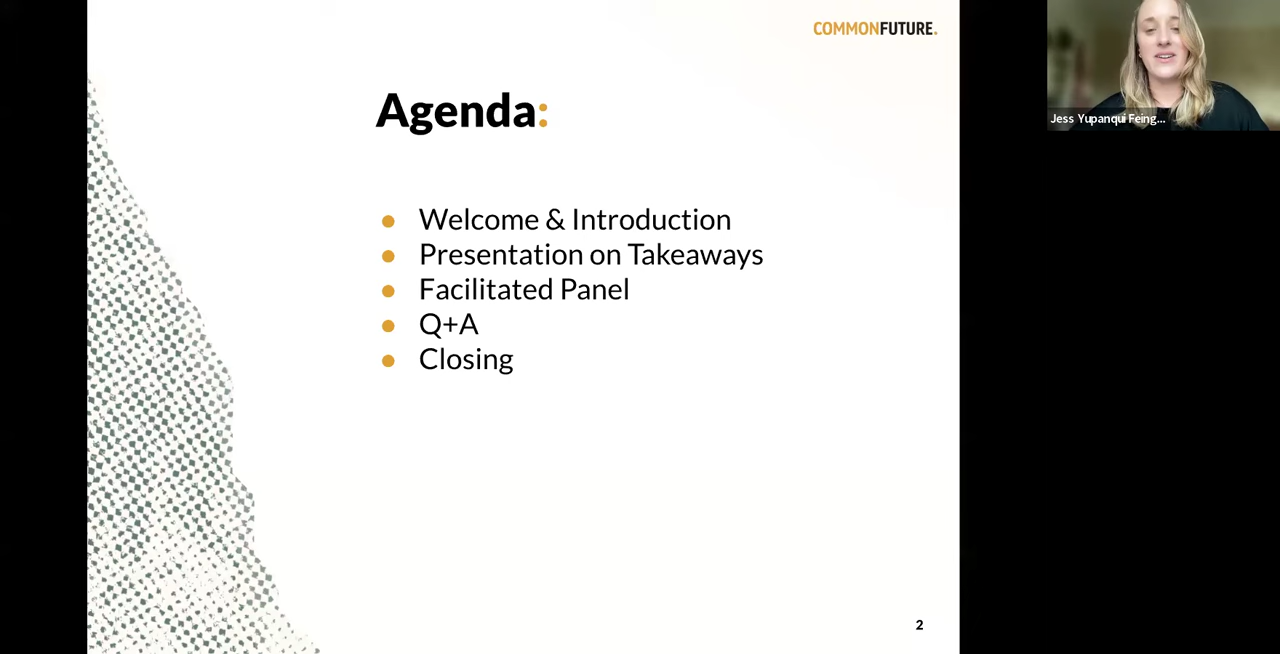 COMMONFUTURE.
Agenda:
Welcome & Introduction
Presentation on Takeaways
Facilitated Panel
Q+A
Closing
2
Jess Yupanqui Feing...